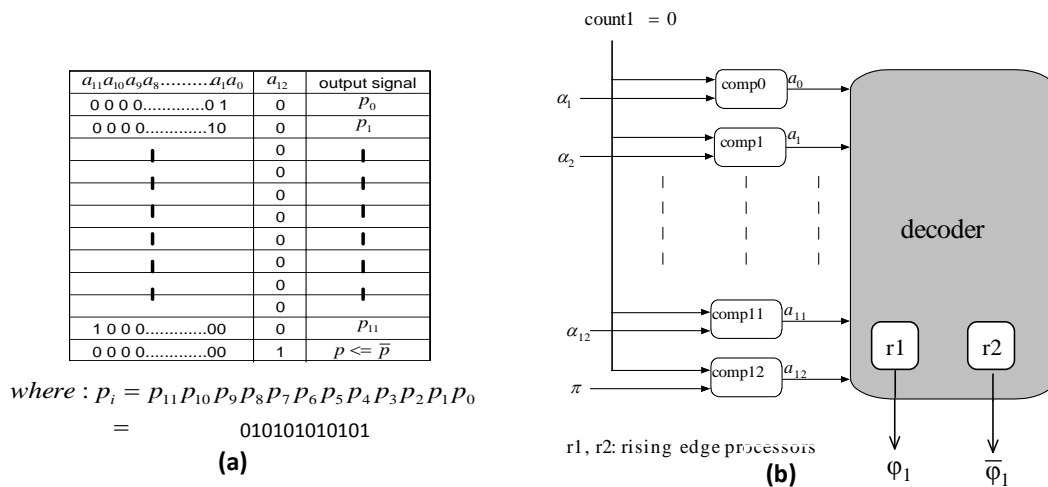 a₁₁a₁₀a₉a₈..........a₁a₀ a₁₂ output signal
0 0 0 0.............0 1 0 p₀
0 0 0 0............10 0 p₁
0
0
0
0
0
0
0
0
1 0 0 0.............00 0 p₁₁
0 0 0 0.............00 1 p <= p̅
where : pᵢ = p₁₁p₁₀p₉p₈p₇p₆p₅p₄p₃p₂p₁p₀
= 010101010101
(a)
count1 = 0
α₁ comp0 a₀
α₂ comp1 a₁
decoder
α₁₂ comp11 a₁₁
π comp12 a₁₂
r1 r2
r1, r2: rising edge processors
φ₁ φ̅₁
(b)